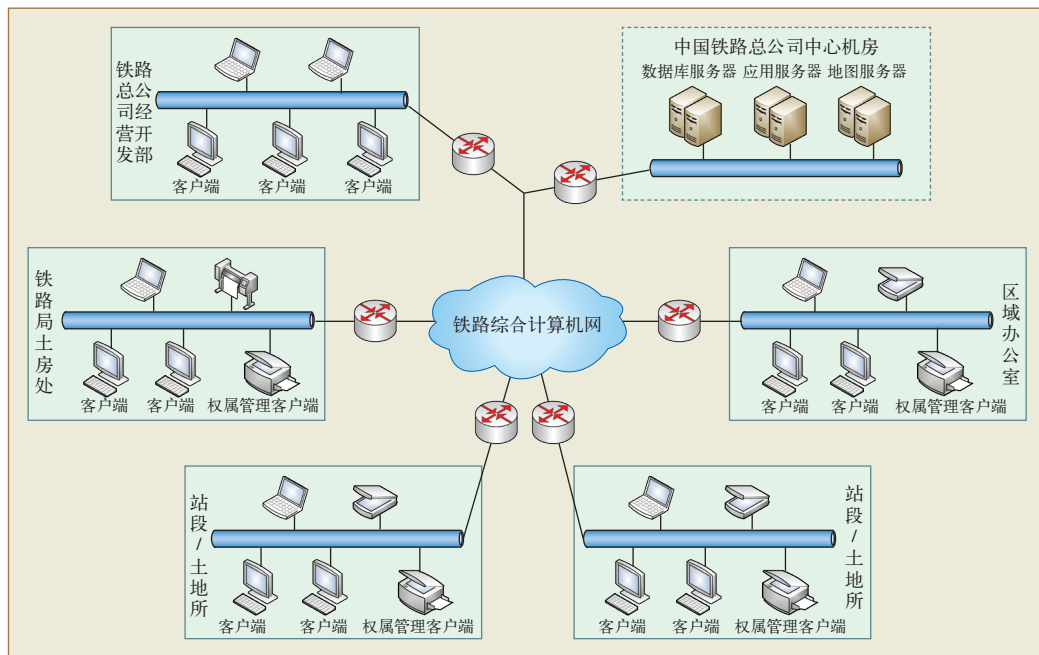 铁路
总公
司经
营开
发部
客户端
客户端
客户端
中国铁路总公司中心机房
数据库服务器 应用服务器 地图服务器
铁路局土房处
客户端
客户端
权属管理客户端
铁路综合计算机网
区域办公室
客户端
客户端
权属管理客户端
站段/土地所
客户端
客户端
权属管理客户端
站段/土地所
客户端
客户端
权属管理客户端